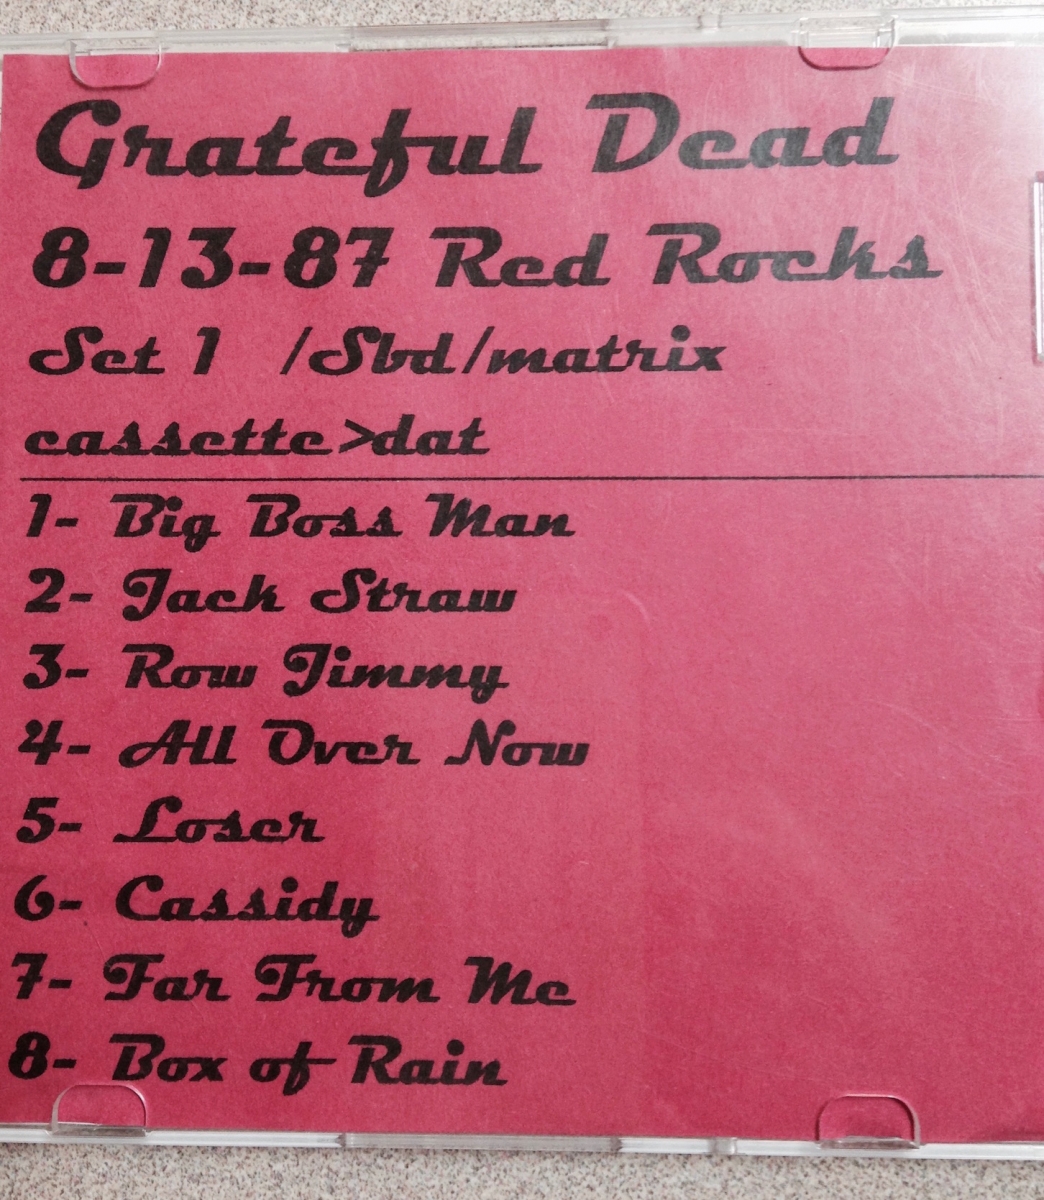 Grateful Dead
8-13-87 Red Rocks
Set 1 /Sbd/matrix
cassette>dat
1- Big Boss Man
2- Jack Straw
3- Row Jimmy
4- All Over Now
5- Loser
6- Cassidy
7- Far From Me
8- Box of Rain